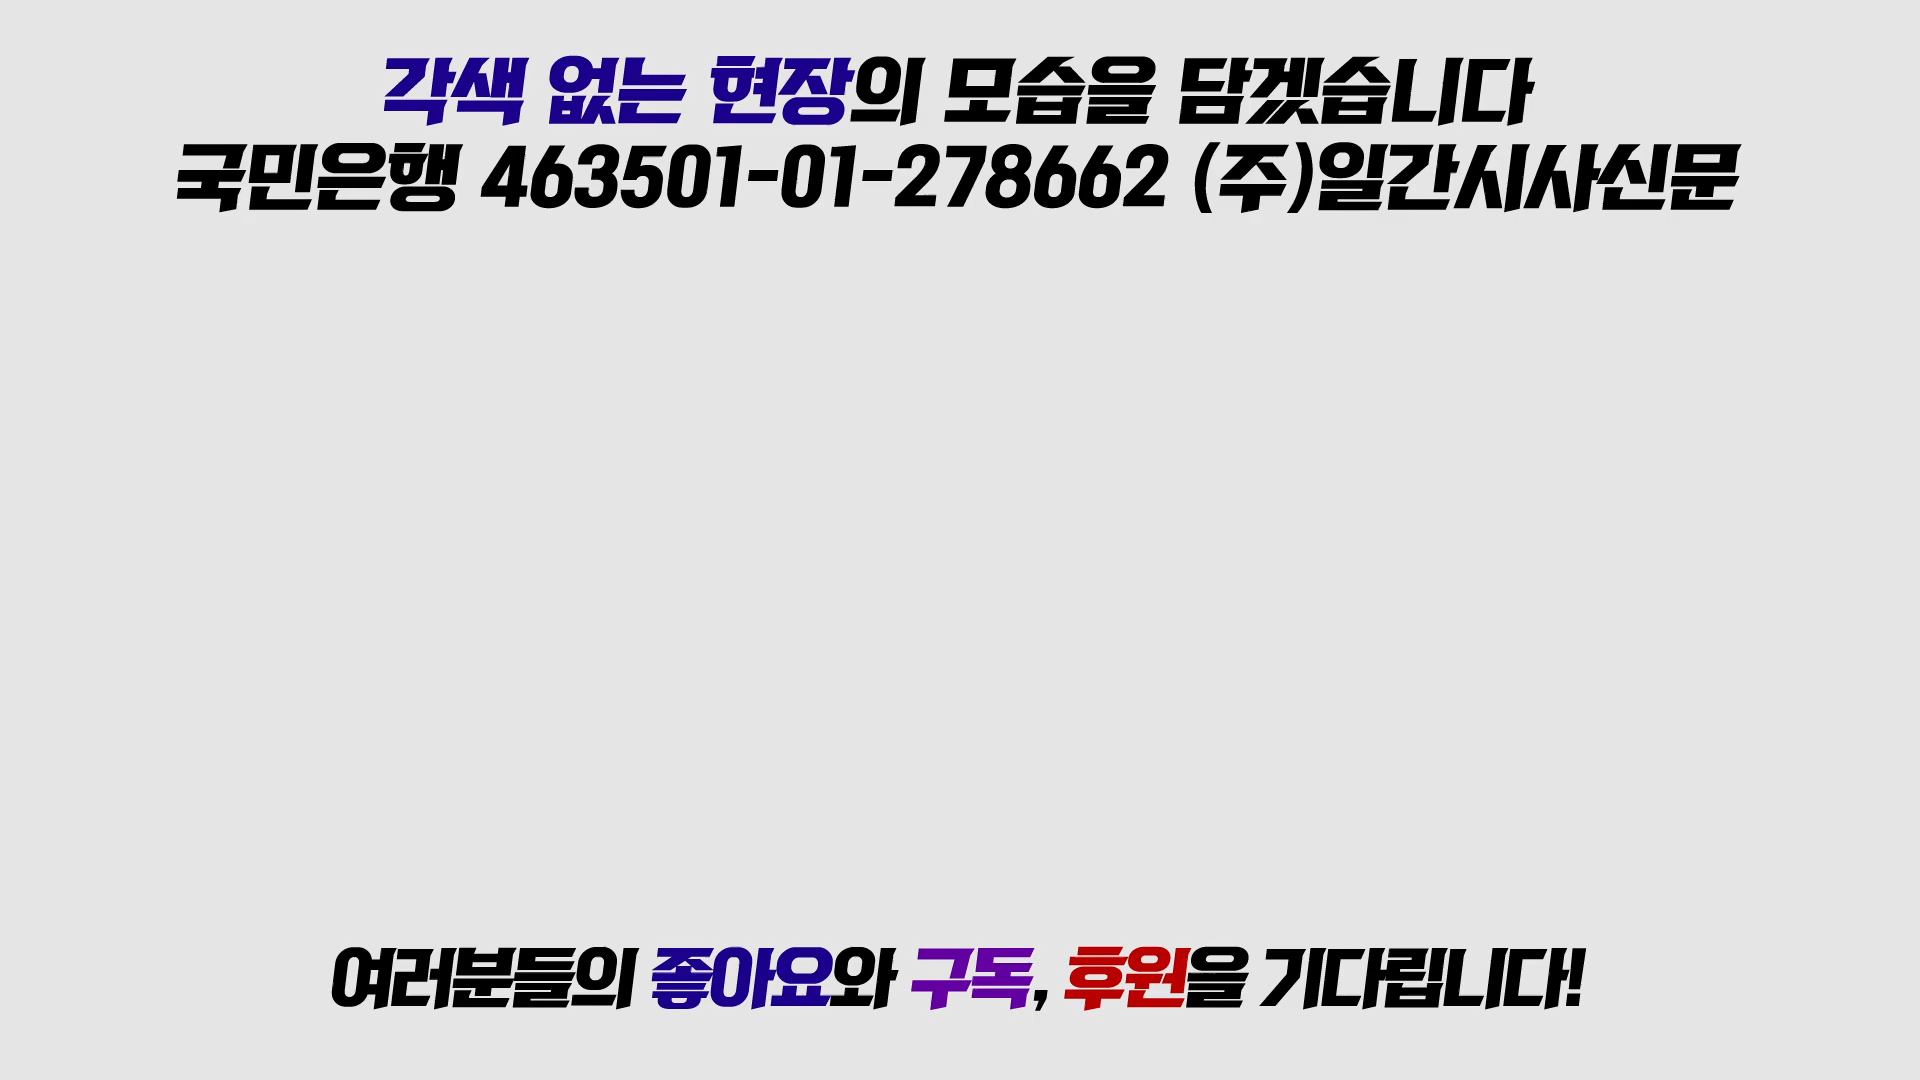 각색 없는 현장의 모습을 담겠습니다
국민은행 463501-01-278662 (주)일간시사신문
여러분들의 좋아요와 구독, 후원을 기다립니다!